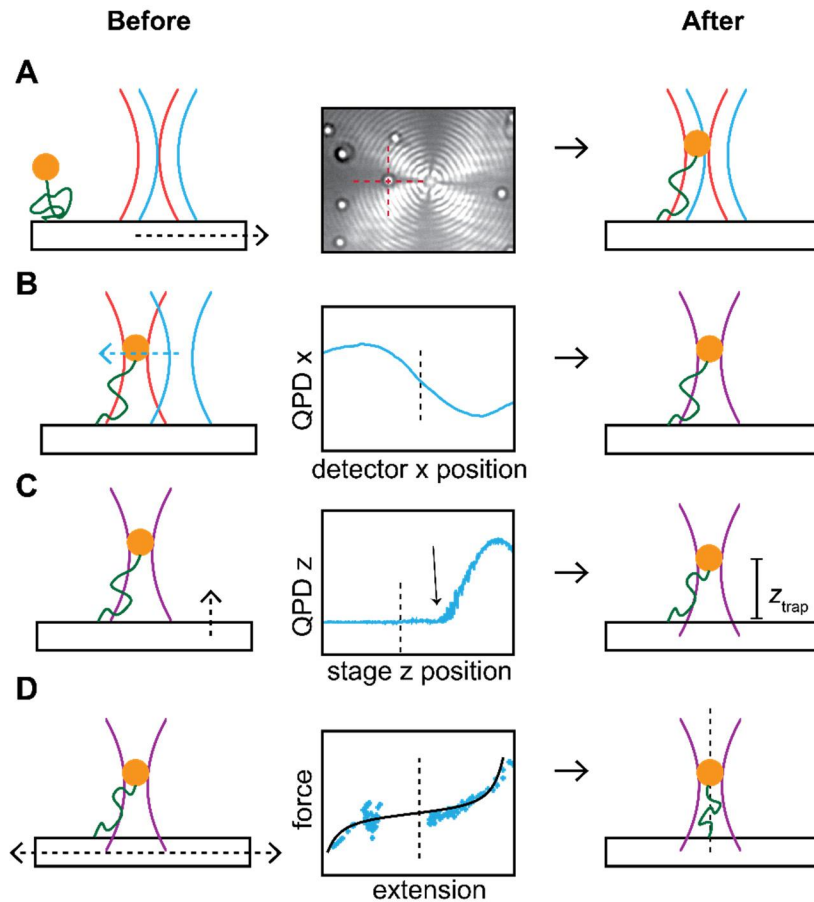 Before
After
A
B
QPD x
detector x position
C
QPD z
stage z position
z trap
D
force
extension